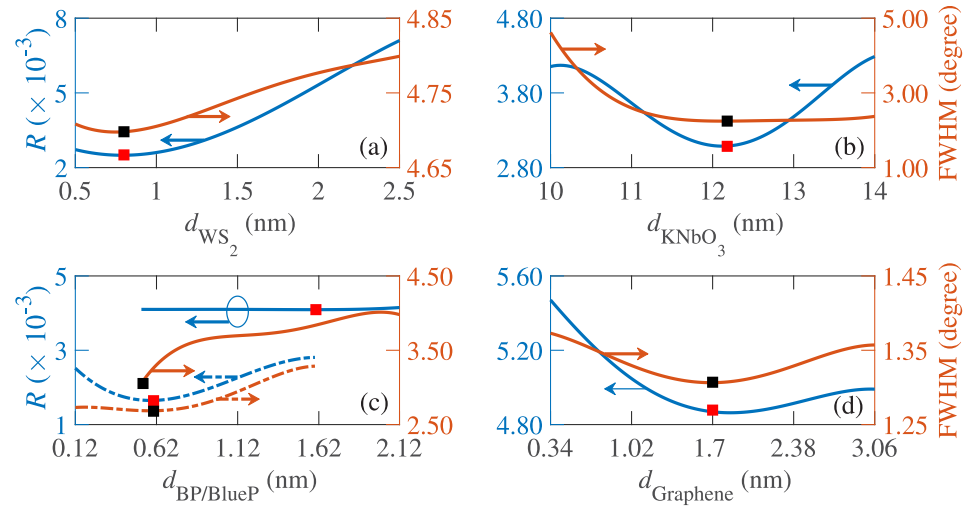 8 4.85 4.80 5.00
R (× 10⁻³) 5 4.75 3.80 2.25 FWHM (degree)
(a) (b)
2 4.65 2.80 1.00
0.5 1 1.5 2 2.5 10 11 12 13 14
d_WS₂ (nm) d_KNbO₃ (nm)
5 4.50 5.60 1.45
R (× 10⁻³) 3 3.50 5.20 1.35 FWHM (degree)
(c) (d)
1 2.50 4.80 1.25
0.12 0.62 1.12 1.62 2.12 0.34 1.02 1.7 2.38 3.06
d_BP/BlueP (nm) d_Graphene (nm)